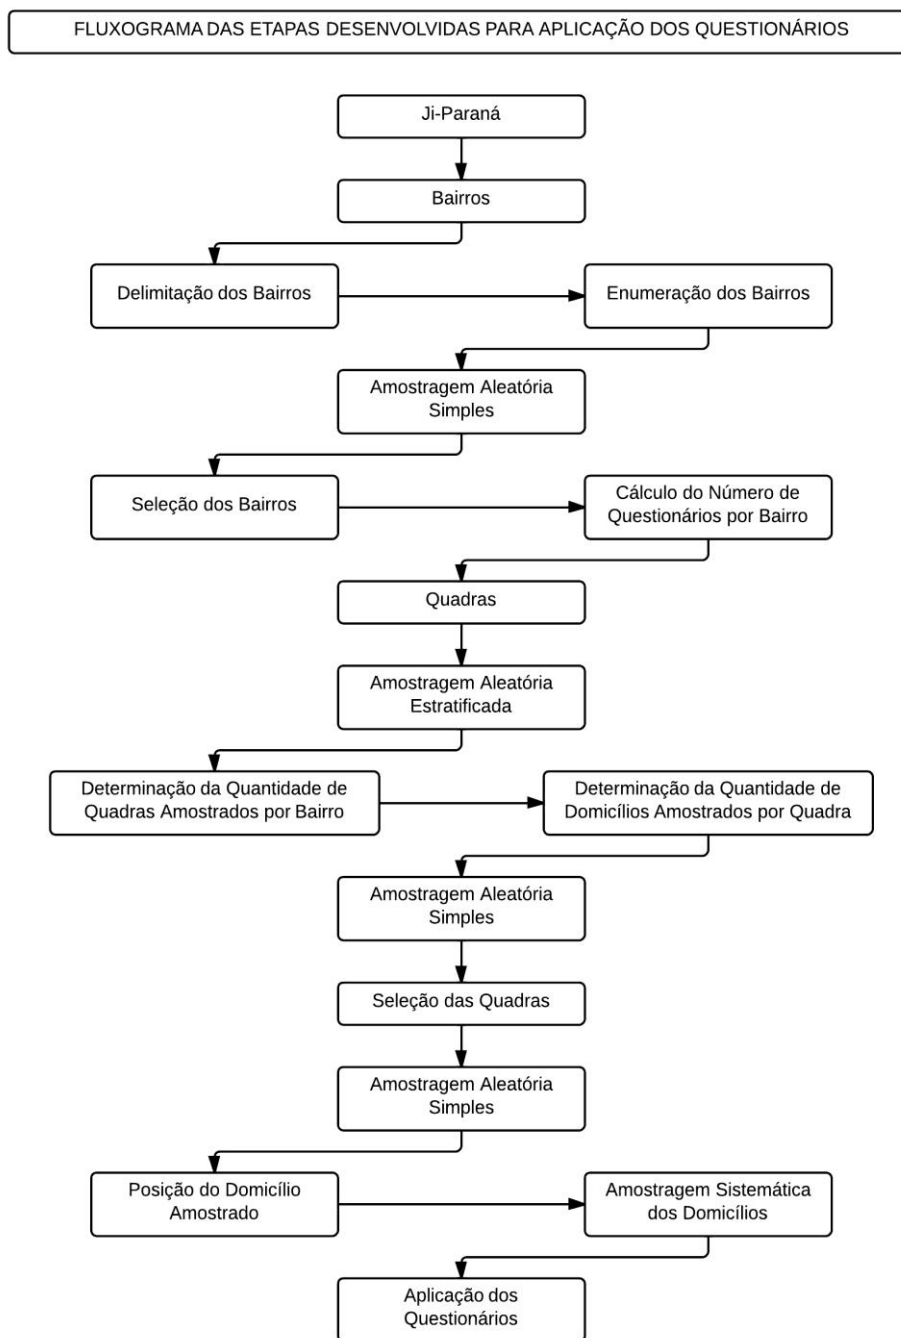 FLUXOGRAMA DAS ETAPAS DESENVOLVIDAS PARA APLICAÇÃO DOS QUESTIONÁRIOS
Ji-Paraná
Bairros
Delimitação dos Bairros
Enumeração dos Bairros
Amostragem Aleatória
Simples
Seleção dos Bairros
Cálculo do Número de
Questionários por Bairro
Quadras
Amostragem Aleatória
Estratificada
Determinação da Quantidade de
Quadras Amostrados por Bairro
Determinação da Quantidade de
Domicílios Amostrados por Quadra
Amostragem Aleatória
Simples
Seleção das Quadras
Amostragem Aleatória
Simples
Posição do Domicílio
Amostrado
Amostragem Sistemática
dos Domicílios
Aplicação dos
Questionários